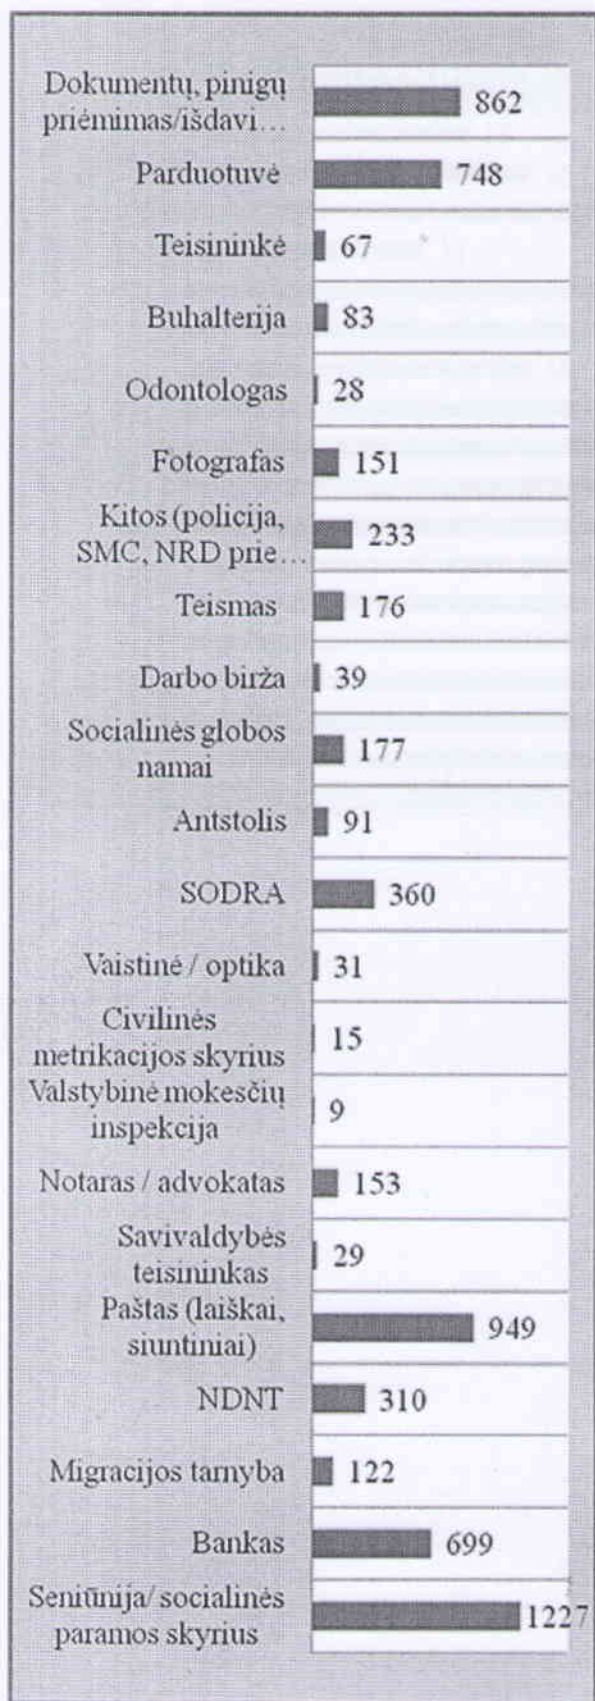 Dokumentų, pinigų
priėmimas/išdavi...
862
Parduotuvė
748
Teisininkė
67
Buhalterija
83
Odontologas
28
Fotografas
151
Kitos (policija,
SMC, NRD prie...
233
Teismas
176
Darbo birža
39
Socialinės globos
namai
177
Antstolis
91
SODRA
360
Vaistinė / optika
31
Civilinės
metrikacijos skyrius
15
Valstybinė mokesčių
inspekcija
9
Notaras / advokatas
153
Savivaldybės
teisininkas
29
Paštas (laiškai,
siuntiniai)
949
NDNT
310
Migracijos tarnyba
122
Bankas
699
Seniūnija/ socialinės
paramos skyrius
1227